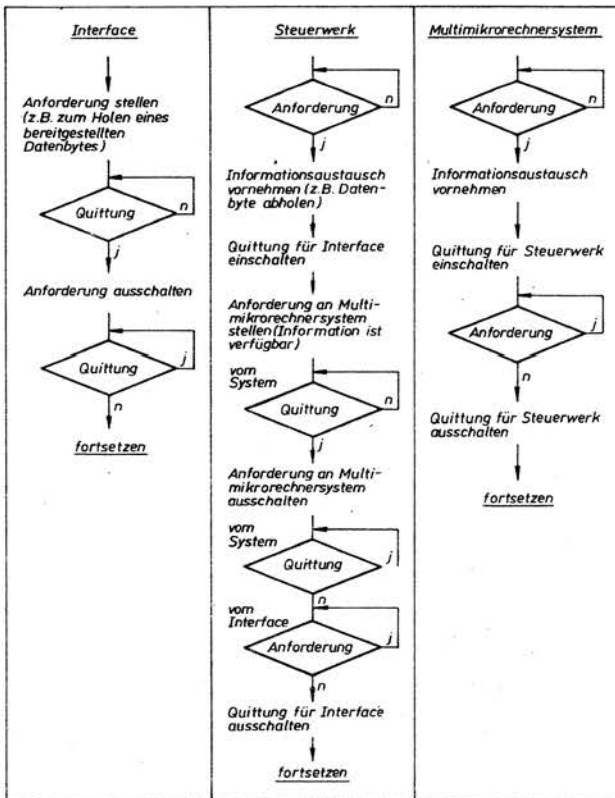 Interface
Anforderung stellen
(z.B. zum Holen eines
bereitgestellten
Datenbytes)
Quittung
n
j
Anforderung ausschalten
Quittung
j
n
fortsetzen
Steuerwerk
Anforderung
n
j
Informationsaustausch
vornehmen (z.B. Daten-
byte abholen)
Quittung für Interface
einschalten
Anforderung an Multi-
mikrorechnersystem
stellen (Information ist
verfügbar)
vom
System
Quittung
n
j
Anforderung an Multi-
mikrorechnersystem
ausschalten
vom
System
Quittung
j
n
vom
Interface
Anforderung
j
n
Quittung für Interface
ausschalten
fortsetzen
Multimikrorechnersystem
Anforderung
n
j
Informationsaustausch
vornehmen
Quittung für Steuerwerk
einschalten
Anforderung
j
n
Quittung für Steuerwerk
ausschalten
fortsetzen